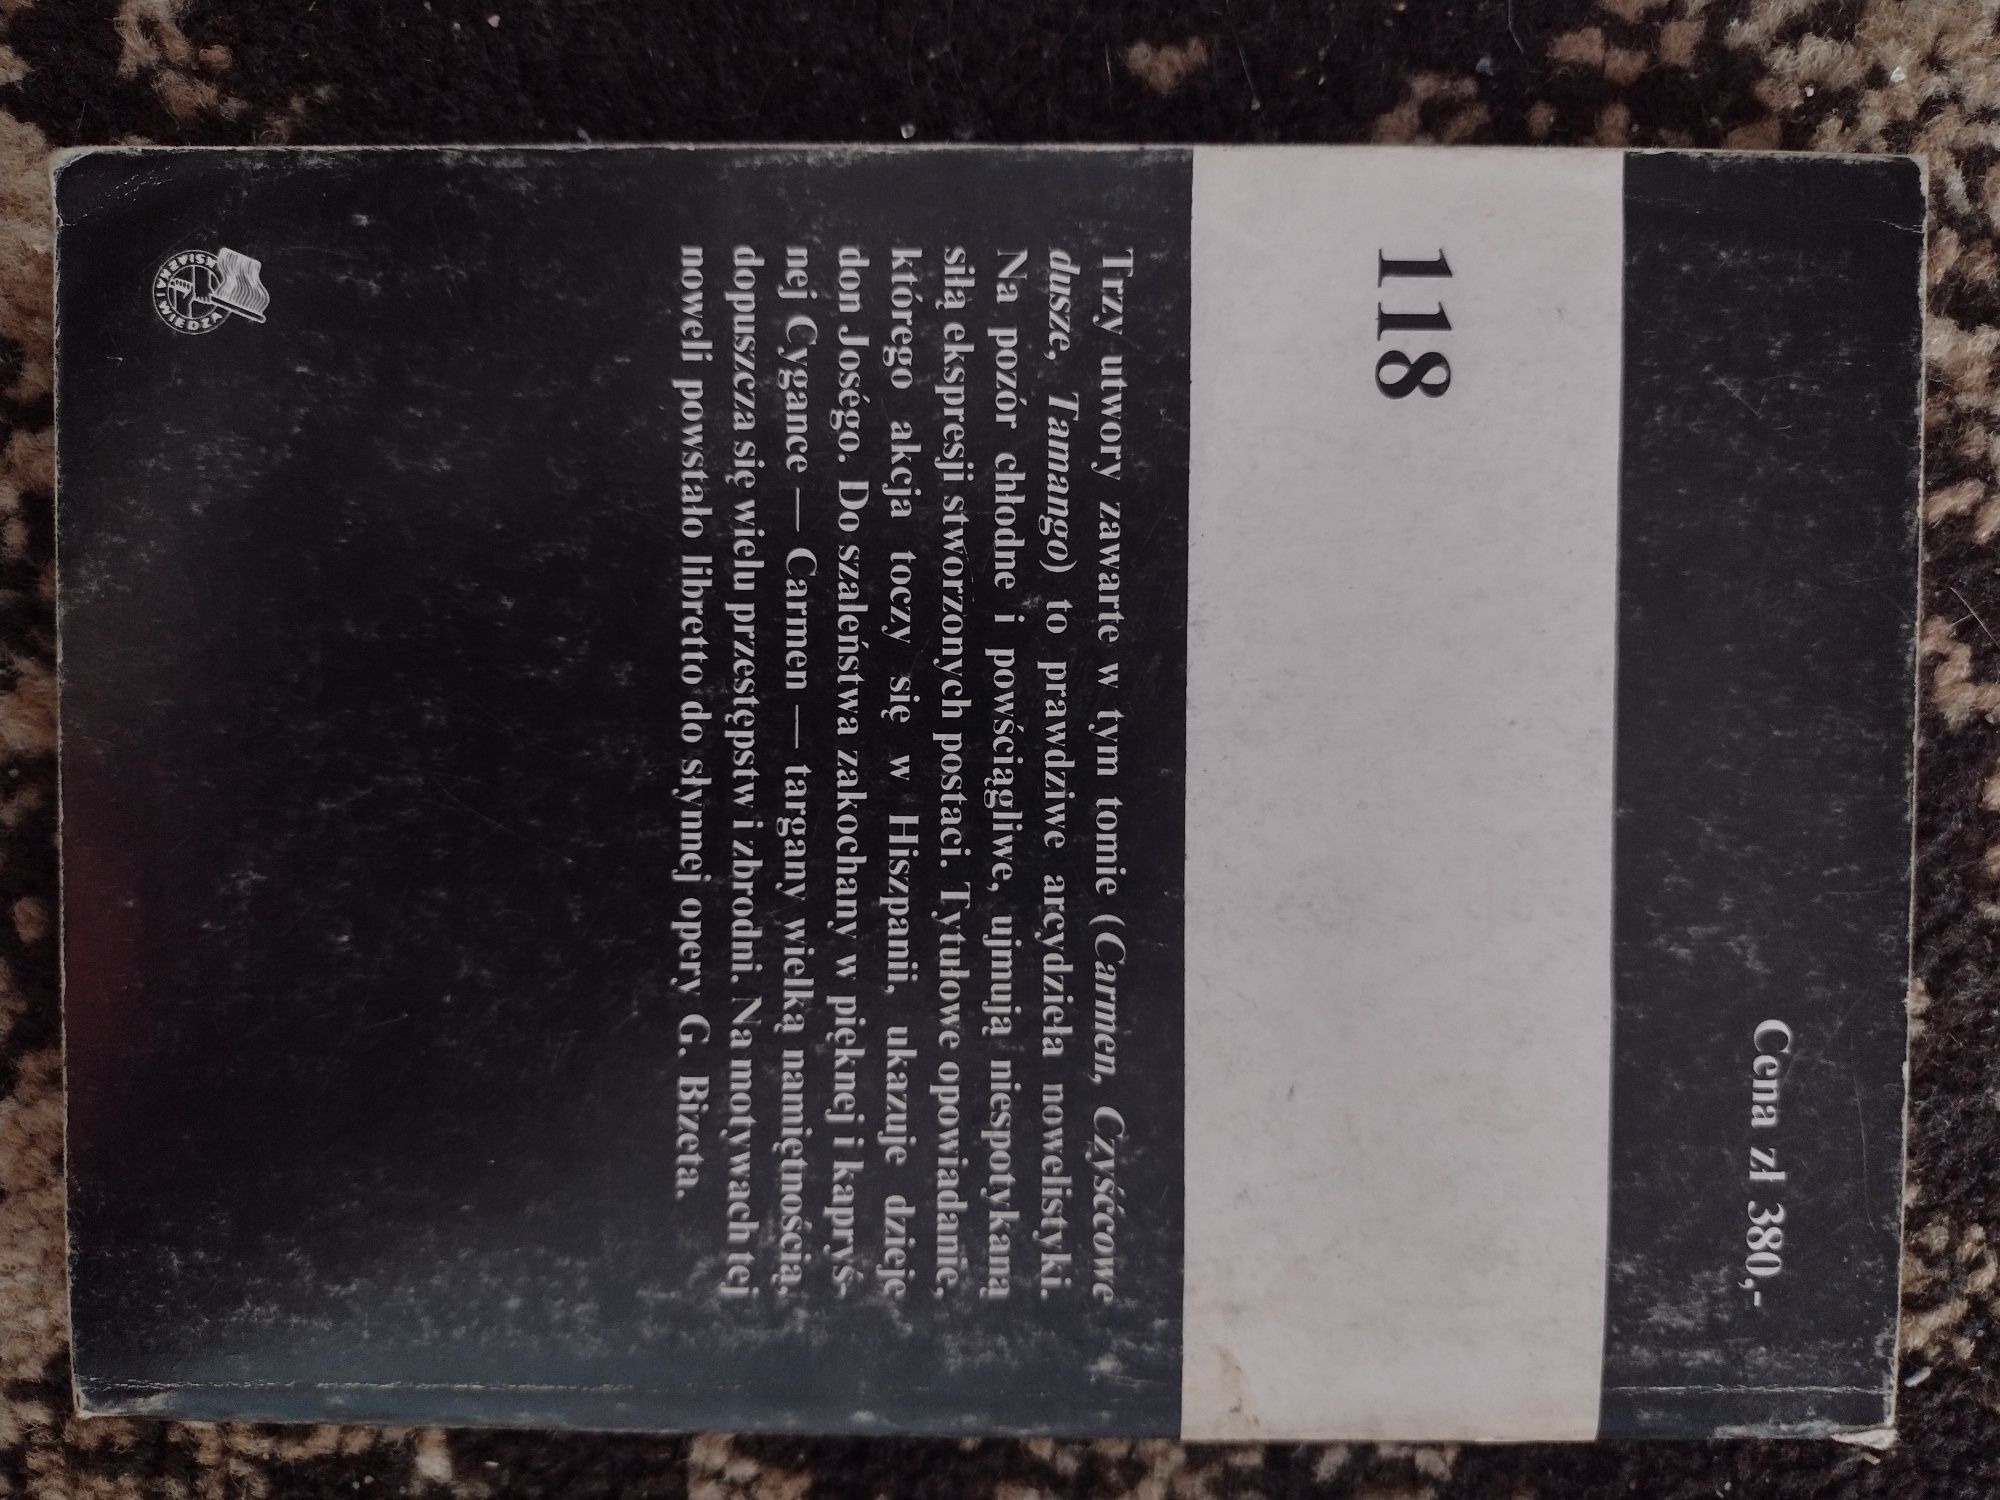 Cena zł 380,-
118
Trzy utwory zawarte w tym tomie (Carmen, Czyśćcowe
dusze, Tamango) to prawdziwe arcydzieła nowelistyki.
Na pozór chłodne i powściągliwe, ujmują niespotykaną
siłą ekspresji stworzonych postaci. Tytułowe opowiadanie,
którego akcja toczy się w Hiszpanii, ukazuje dzieje
don Joségo. Do szaleństwa zakochany w pięknej i kapryś-
nej Cygance — Carmen — targany wielką namiętnością,
dopuszcza się wielu przestępstw i zbrodni. Na motywach tej
noweli powstało libretto do słynnej opery G. Bizeta.
KSIĄŻKA I WIEDZA